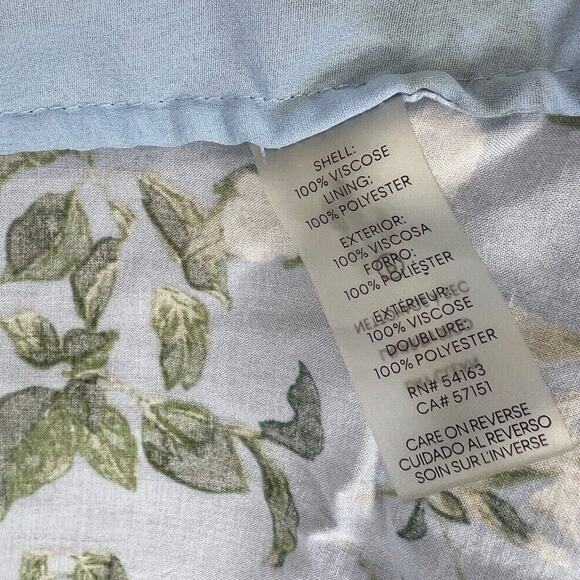 SHELL:
100% VISCOSE
LINING:
100% POLYESTER
EXTERIOR:
100% VISCOSA
FORRO:
100% POLIÉSTER
EXTÉRIEUR:
100% VISCOSE
DOUBLURE:
100% POLYESTER
RN# 54163
CA# 57151
CARE ON REVERSE
CUIDADO AL REVERSO
SOIN SUR L'INVERSE